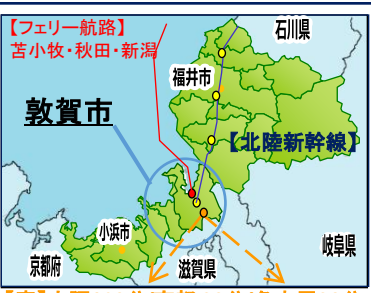 【フェリー航路】
苫小牧・秋田・新潟
石川県
福井市
敦賀市
【北陸新幹線】
小浜市
岐阜県
京都府
滋賀県